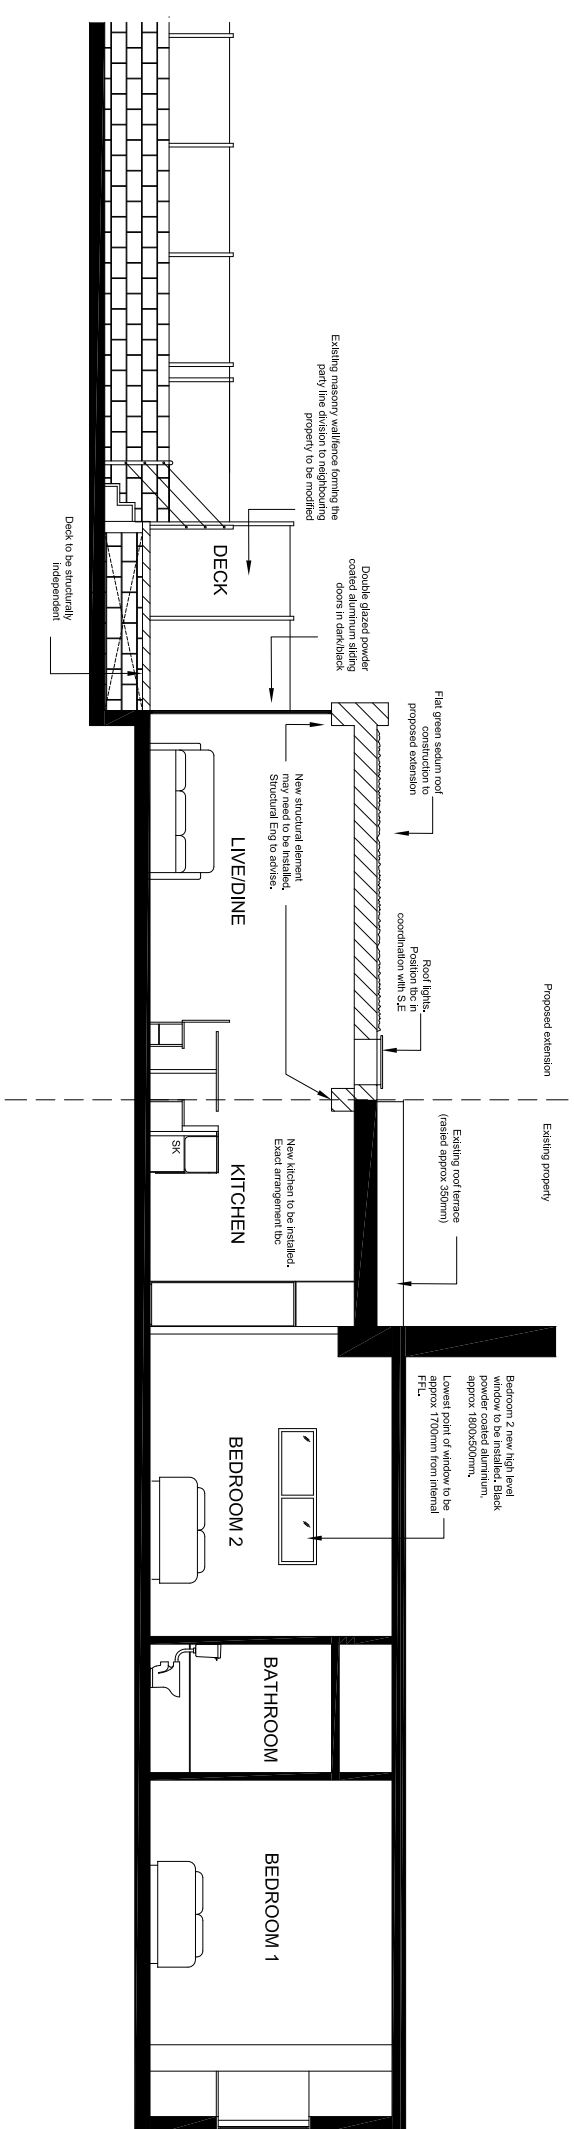 Existing masonry wall/fence forming the
party line division to neighbouring
property to be modified
DECK
Deck to be structurally
independent
Double glazed powder
coated aluminum sliding
doors in dark/black
Flat green sedum roof
construction to
proposed extension
New structural element
may need to be installed.
Structural Eng to advise.
LIVE/DINE
Roof lights.
Position tbc in
coordination with S.E
Proposed extension
Existing property
Existing roof terrace
(rasied approx 350mm)
SK
KITCHEN
New kitchen to be installed.
Exact arrangement tbc
Bedroom 2 new high level
window to be installed. Black
powder coated aluminium,
approx 1800x500mm.
Lowest point of window to be
approx 1700mm from internal
FFL.
BEDROOM 2
BATHROOM
BEDROOM 1